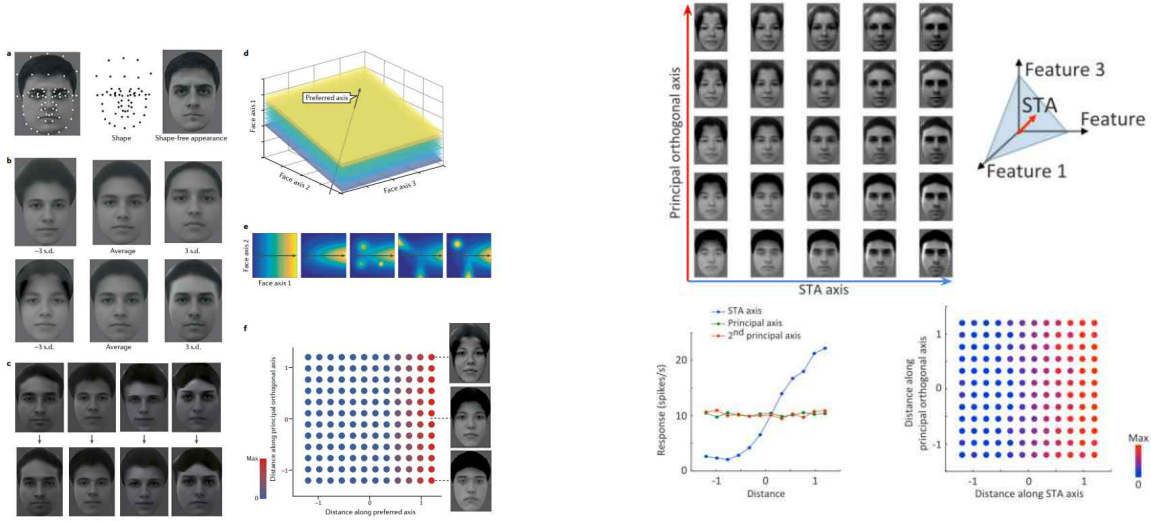 a
Shape
Shape-free appearance
b
−3 s.d.
Average
3 s.d.
−3 s.d.
Average
3 s.d.
c
d
Preferred axis
Face axis 1
Face axis 2
Face axis 3
e
Face axis 2
Face axis 1
f
Distance along principal orthogonal axis
1
0
−1
Max
0
−1
0
1
Distance along preferred axis
Principal orthogonal axis
STA axis
Feature 3
STA
Feature
Feature 1
STA axis
Principal axis
2nd principal axis
Response (spikes/s)
20
10
0
-1
0
1
Distance
Distance along
principal orthogonal axis
1
0
-1
-1
0
1
Distance along STA axis
Max
0